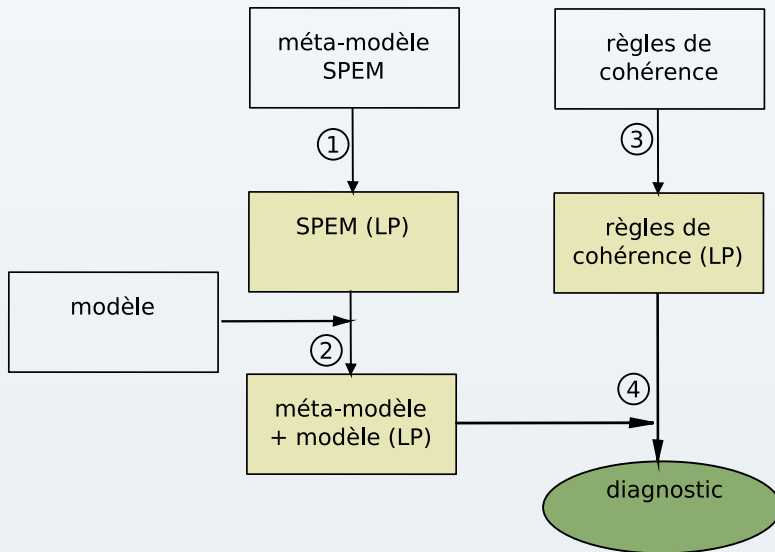 méta-modèle
SPEM
règles de
cohérence
①
③
SPEM (LP)
règles de
cohérence (LP)
modèle
②
④
méta-modèle
+ modèle (LP)
diagnostic